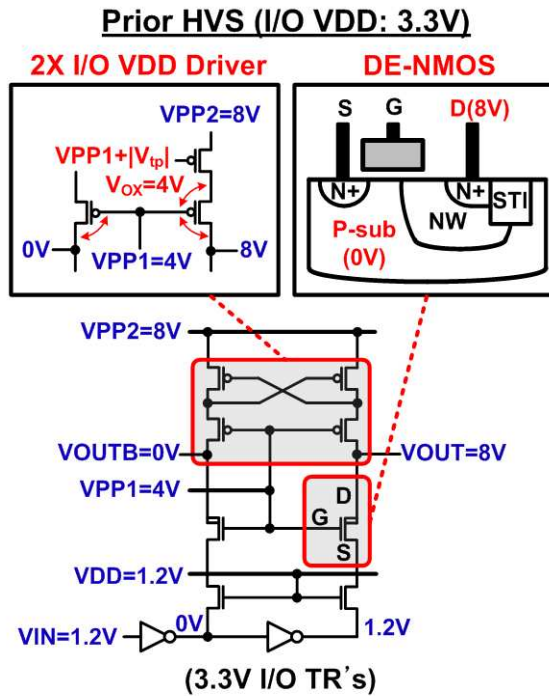 Prior HVS (I/O VDD: 3.3V)
2X I/O VDD Driver
VPP2=8V
VPP1+|Vtp|
VOX=4V
0V
VPP1=4V
8V
DE-NMOS
S G D(8V)
N+ N+ STI
NW
P-sub
(0V)
VPP2=8V
VOUTB=0V
VOUT=8V
VPP1=4V
D
G
S
VDD=1.2V
0V
1.2V
VIN=1.2V
(3.3V I/O TR's)